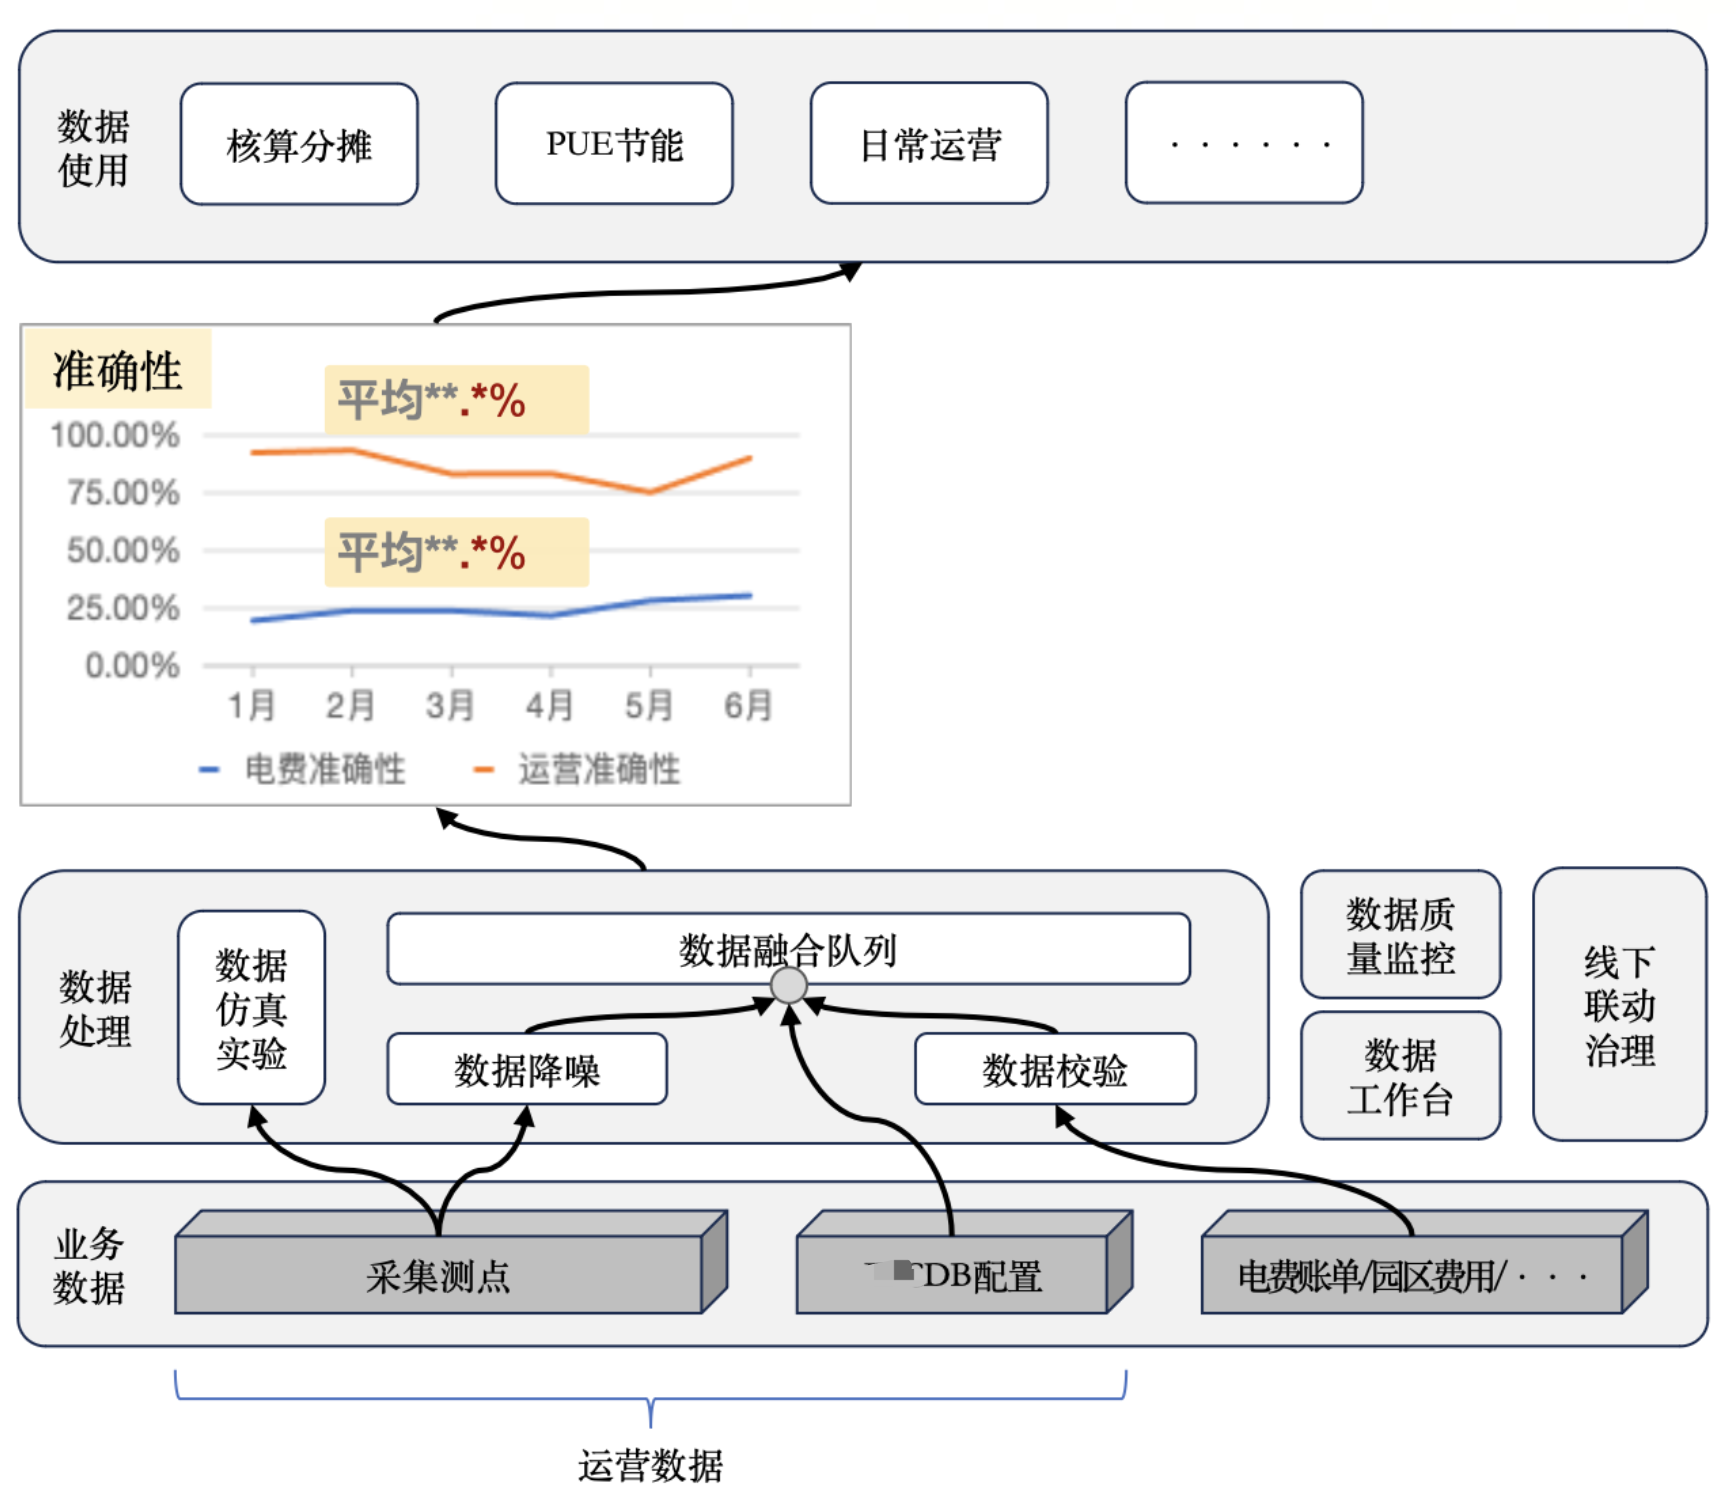 数据
使用
核算分摊
PUE节能
日常运营
· · · · · ·
准确性
平均**.*%
100.00%
75.00%
平均**.*%
50.00%
25.00%
0.00%
1月 2月 3月 4月 5月 6月
电费准确性 运营准确性
数据
处理
数据
仿真
实验
数据融合队列
数据降噪
数据校验
数据质
量监控
数据
工作台
线下
联动
治理
业务
数据
采集测点
DB配置
电费账单/园区费用/· · ·
运营数据